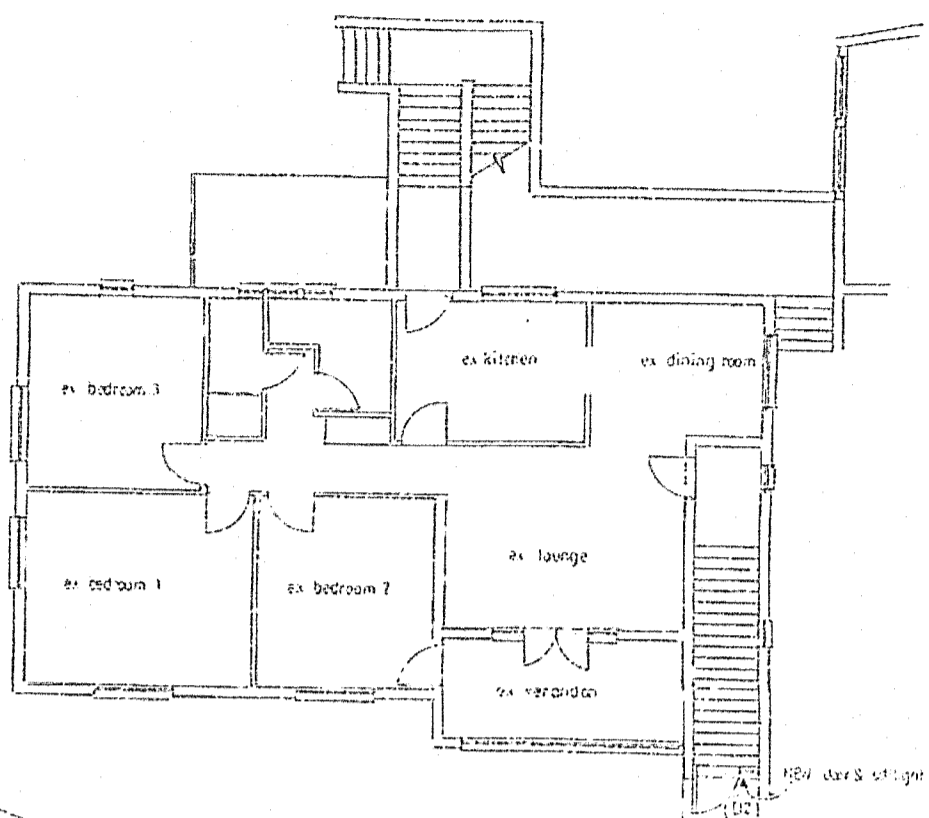 ex kitchen
ex dining room
ex bedroom 3
ex lounge
ex bedroom 1
ex bedroom 2
ex verandah
NEW door &
D2